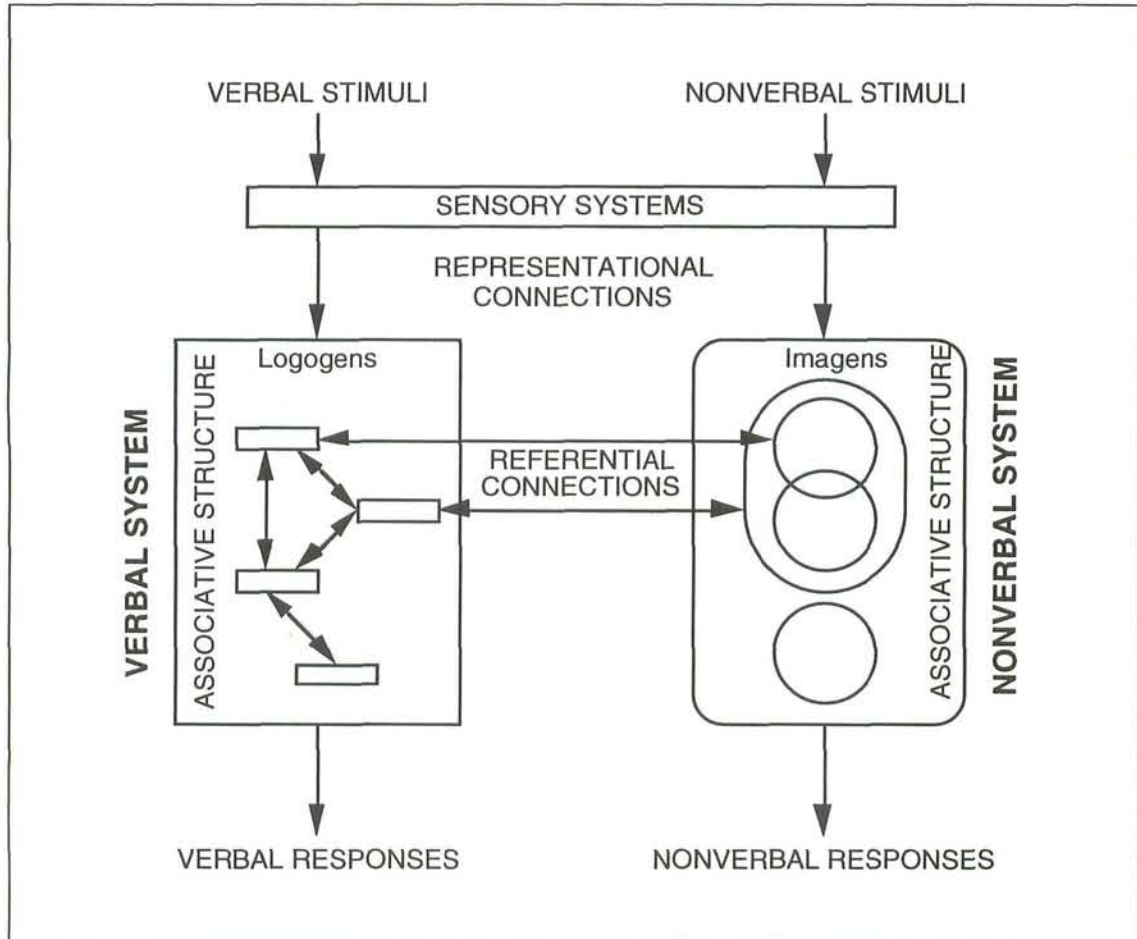 VERBAL STIMULI
NONVERBAL STIMULI
SENSORY SYSTEMS
REPRESENTATIONAL
CONNECTIONS
VERBAL SYSTEM
ASSOCIATIVE STRUCTURE
Logogens
REFERENTIAL
CONNECTIONS
Imagens
ASSOCIATIVE STRUCTURE
NONVERBAL SYSTEM
VERBAL RESPONSES
NONVERBAL RESPONSES